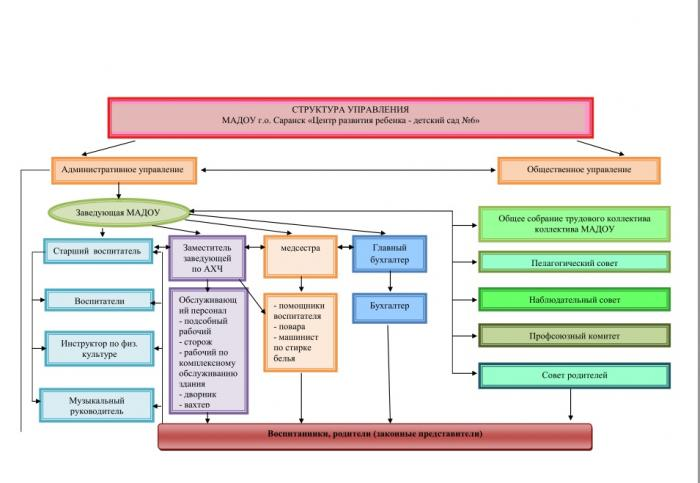 СТРУКТУРА УПРАВЛЕНИЯ
МАДОУ г.о. Саранск «Центр развития ребенка - детский сад №6»
Административное управление
Общественное управление
Заведующая МАДОУ
Общее собрание трудового коллектива
коллектива МАДОУ
Старший воспитатель
Заместитель
заведующей
по АХЧ
медсестра
Главный
бухгалтер
Педагогический совет
Воспитатели
Обслуживающ
ий персонал
- подсобный
рабочий
- сторож
- рабочий по
комплексному
обслуживанию
здания
- дворник
- вахтер
- помощники
воспитателя
- повара
- машинист
по стирке
белья
Бухгалтер
Наблюдательный совет
Инструктор по физ.
культуре
Профсоюзный комитет
Музыкальный
руководитель
Совет родителей
Воспитанники, родители (законные представители)